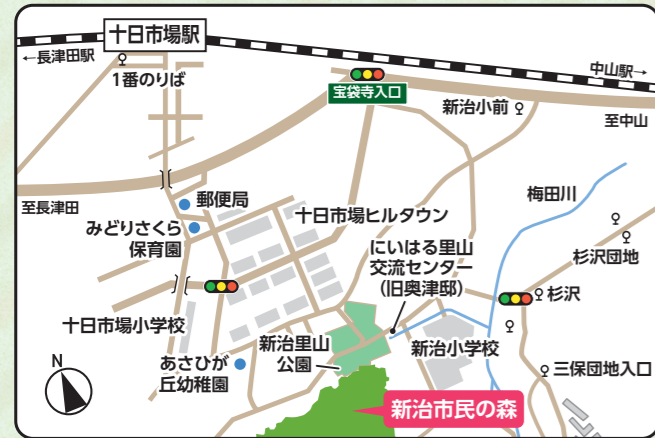 十日市場駅
←長津田駅
1番のりば
中山駅→
宝袋寺入口
新治小前
至中山
至長津田
郵便局
みどりさくら
保育園
十日市場ヒルタウン
梅田川
にいはる里山
交流センター
（旧奥津邸）
杉沢団地
杉沢
十日市場小学校
新治里山
公園
新治小学校
あさひが
丘幼稚園
三保団地入口
N
新治市民の森